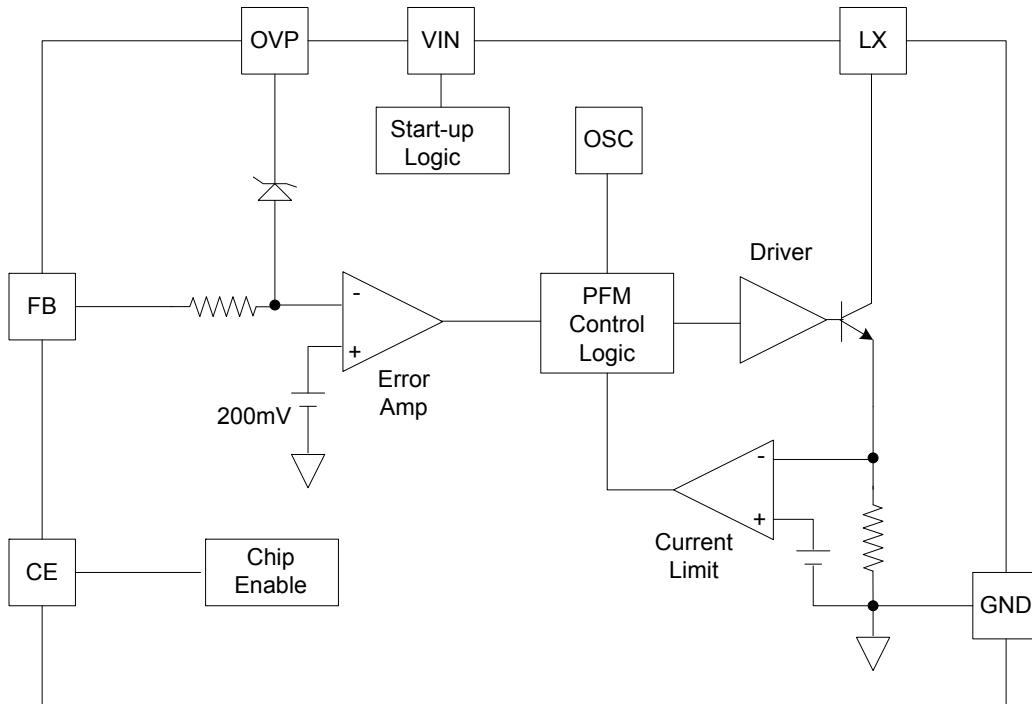 OVP
VIN
LX
Start-up
Logic
OSC
Driver
FB
-
+
PFM
Control
Logic
Error
Amp
200mV
-
+
Current
Limit
CE
Chip
Enable
GND